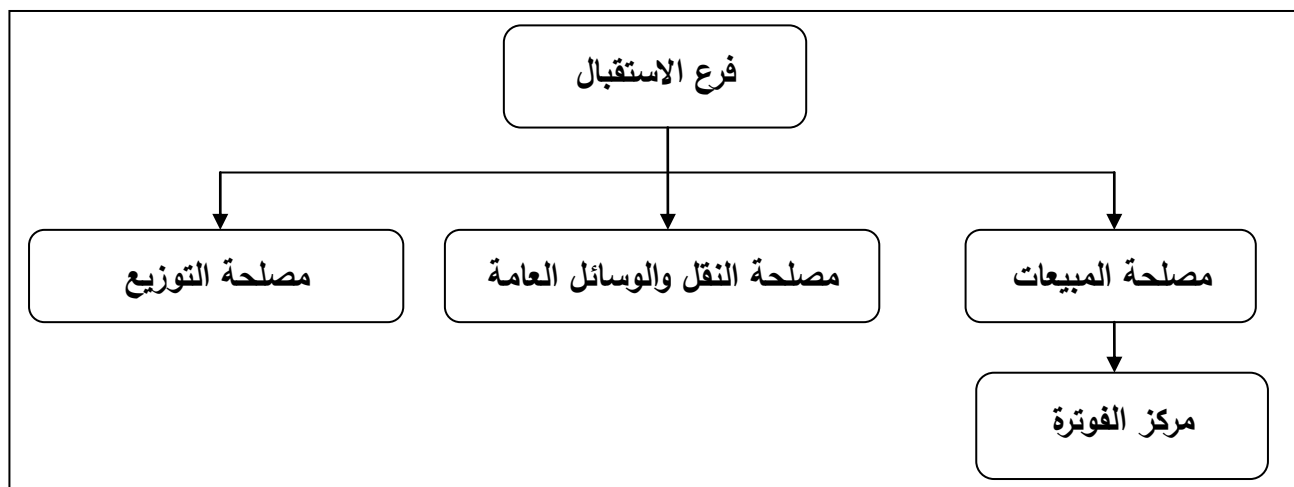 فرع الاستقبال
مصلحة المبيعات
مصلحة النقل والوسائل العامة
مصلحة التوزيع
مركز الفوترة